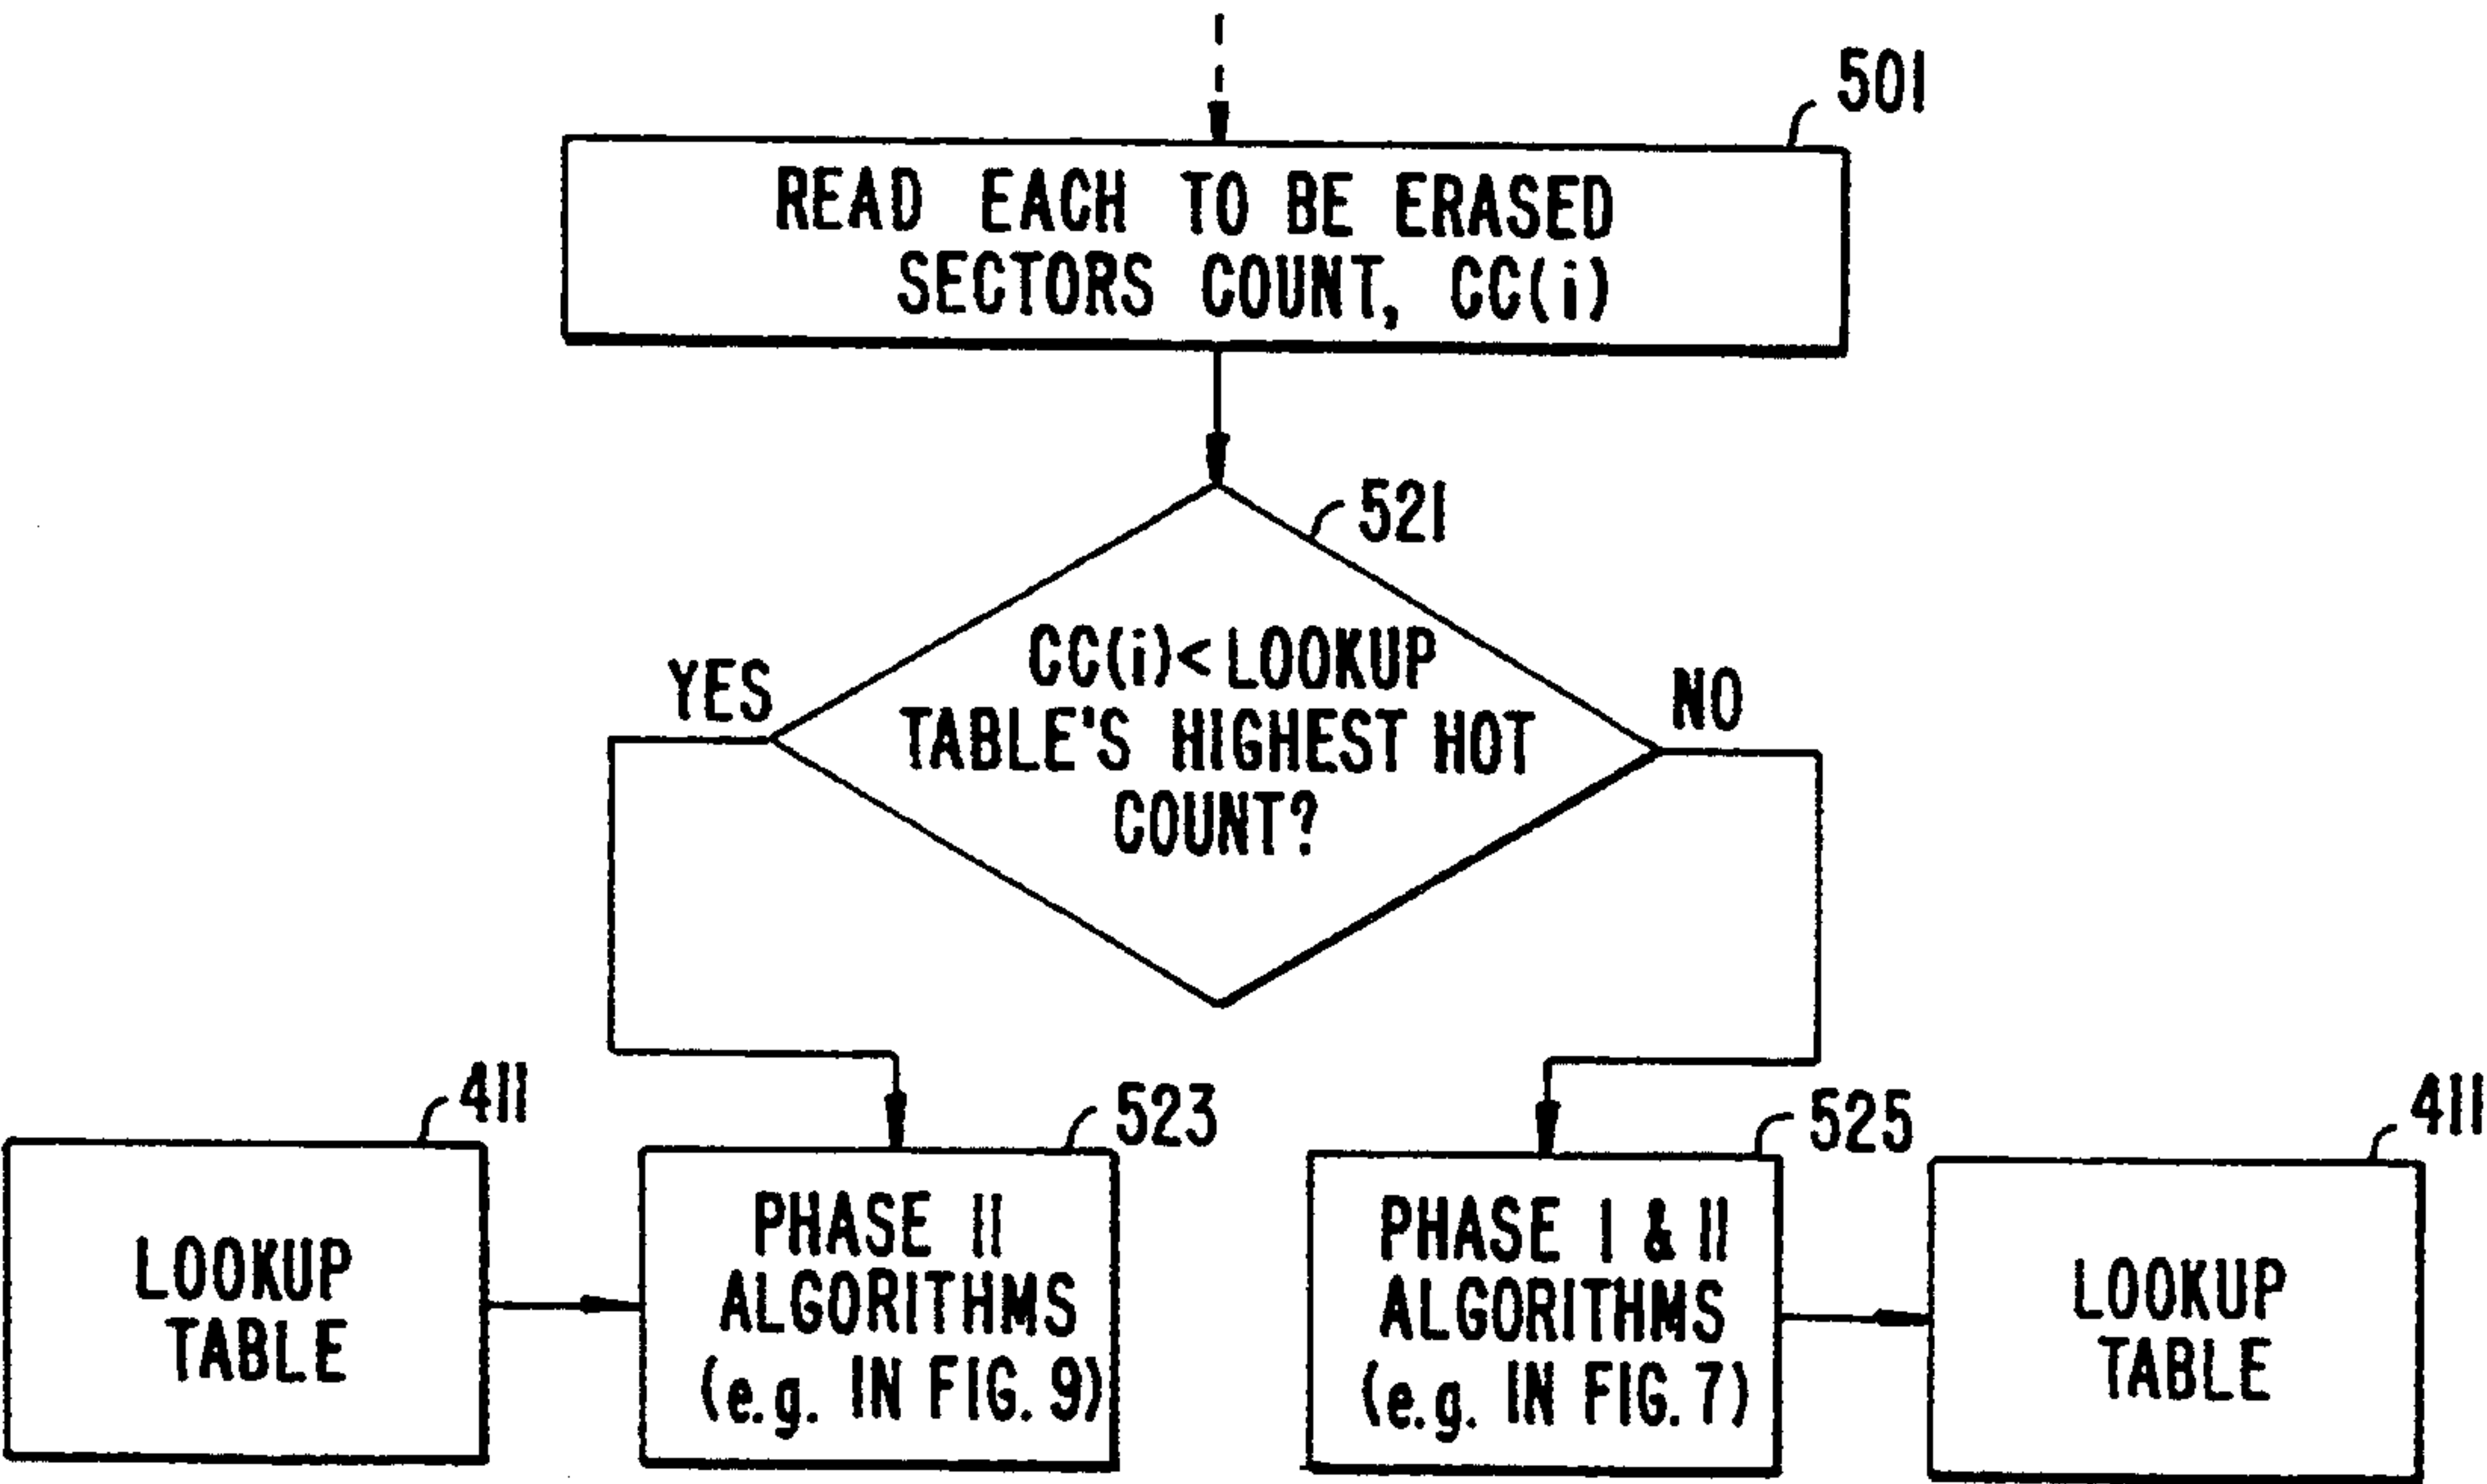 501
READ EACH TO BE ERASED
SECTORS COUNT, CC(i)
521
CC(i)<LOOKUP
TABLE'S HIGHEST HOT
COUNT?
YES
NO
411
LOOKUP
TABLE
523
PHASE II
ALGORITHMS
(e.g. IN FIG. 9)
525
PHASE I & II
ALGORITHMS
(e.g. IN FIG. 7)
411
LOOKUP
TABLE